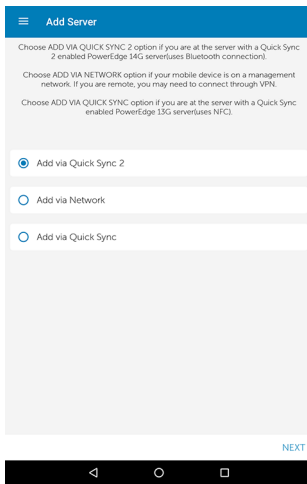 Add Server
Choose ADD VIA QUICK SYNC 2 option if you are at the server with a Quick Sync
2 enabled PowerEdge 14G server(uses Bluetooth connection).
Choose ADD VIA NETWORK option if your mobile device is on a management
network. If you are remote, you may need to connect through VPN.
Choose ADD VIA QUICK SYNC option if you are at the server with a Quick Sync
enabled PowerEdge 13G server(uses NFC).
Add via Quick Sync 2
Add via Network
Add via Quick Sync
NEXT